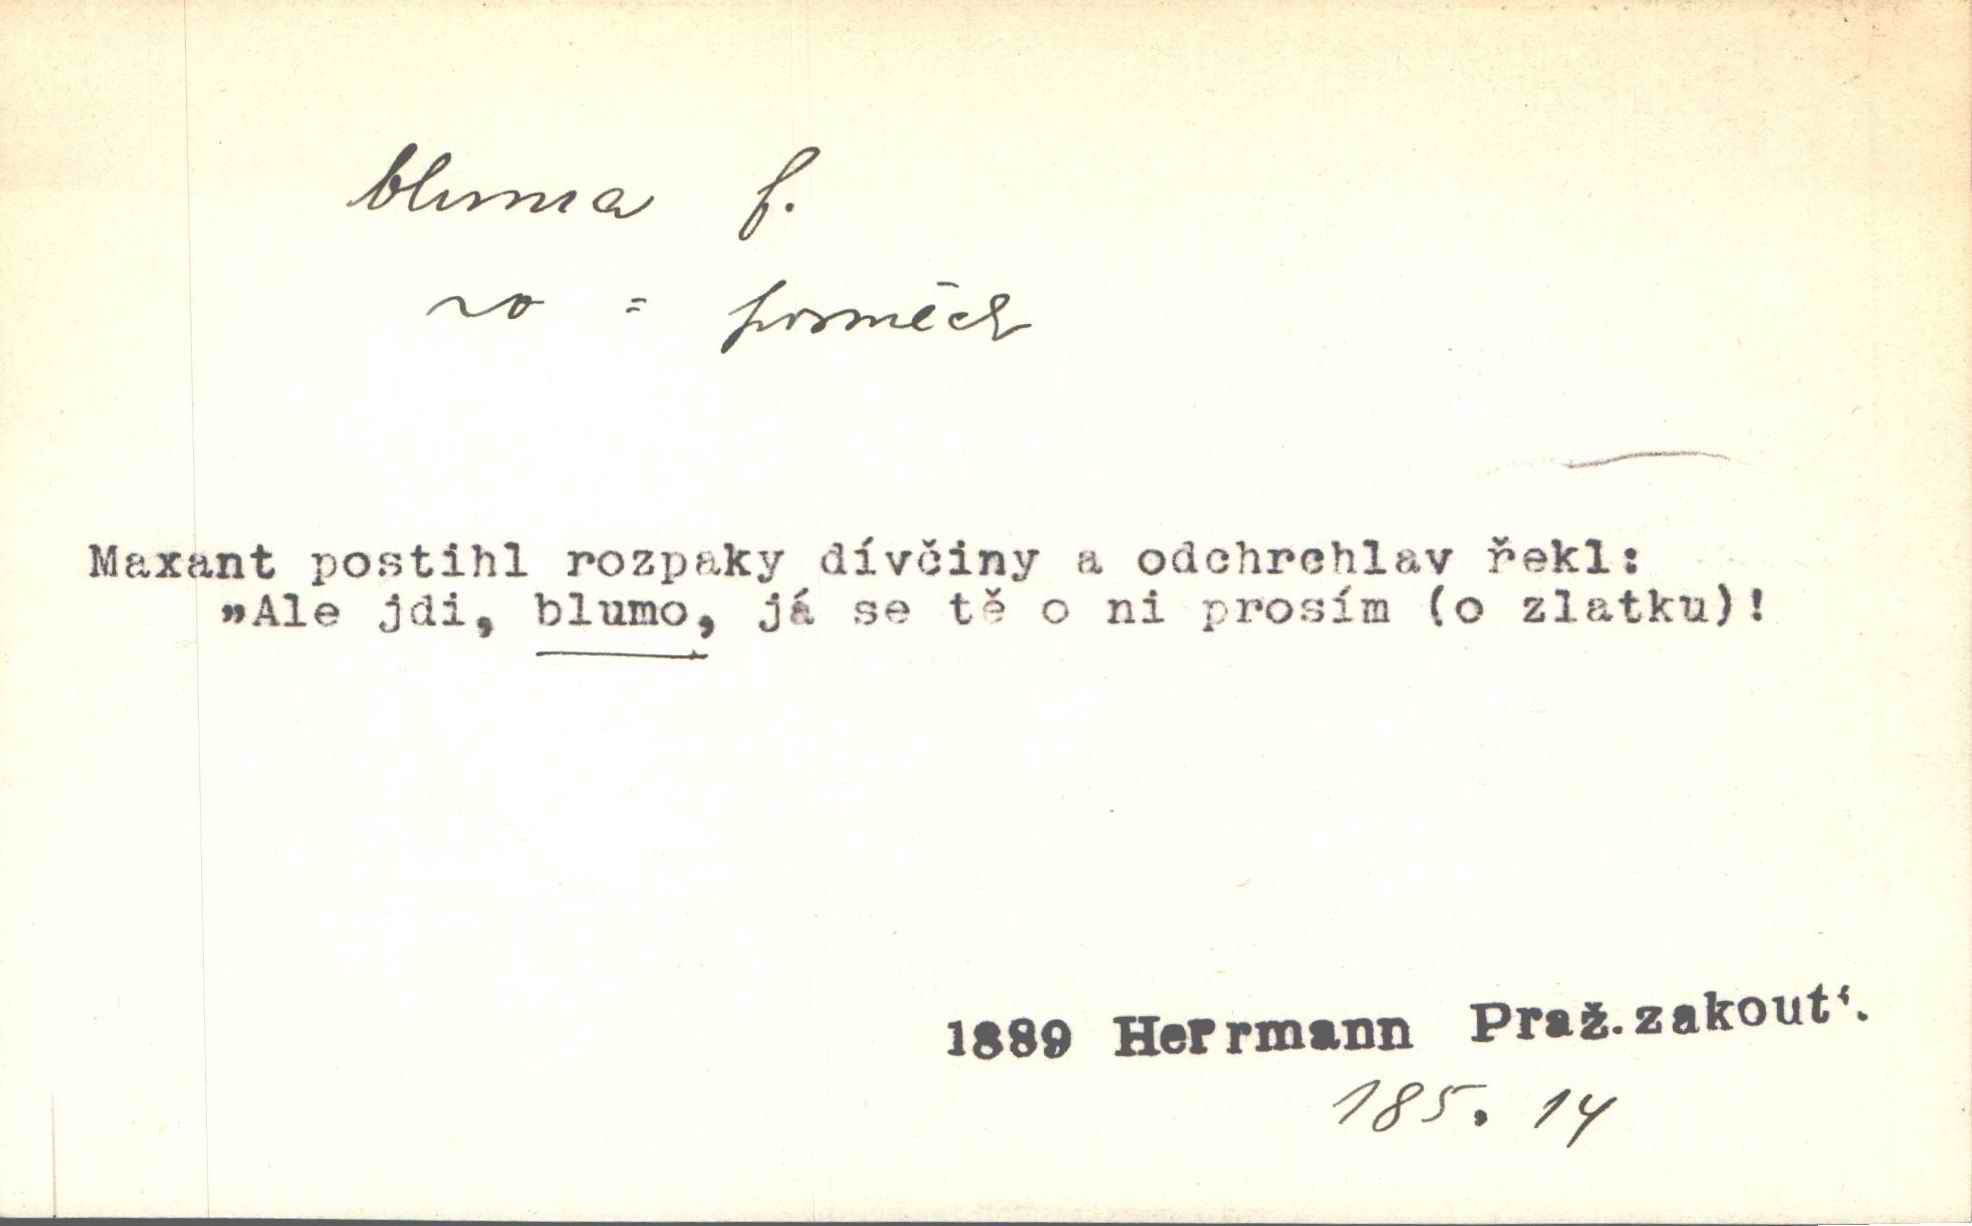 bluma f.
vo = posměch
Maxant postihl rozpaky dívčiny a odchrchlav řekl:
„Ale jdi, blumo, já se tě o ni prosím (o zlatku)!
1889 Herrmann Praž.zakout‘.
185. 14